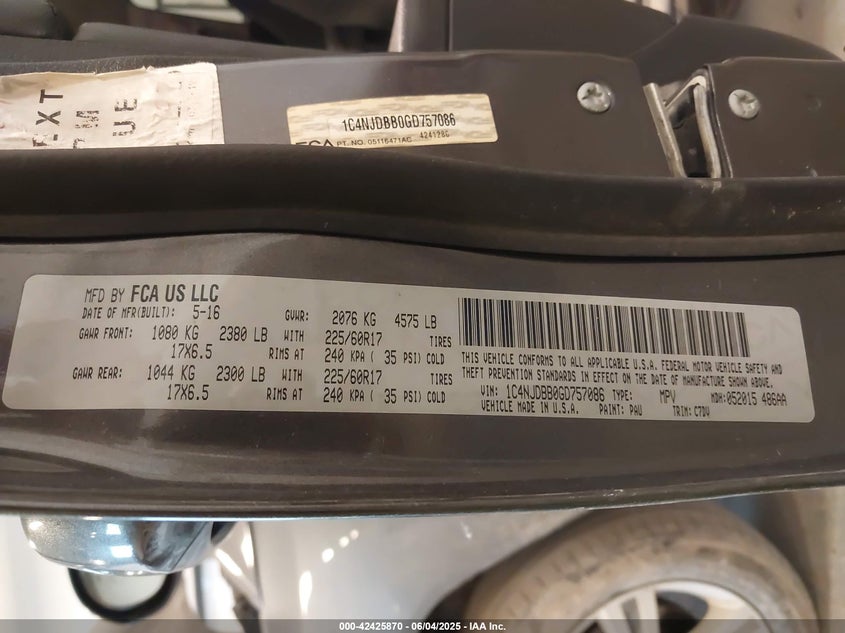 EXT
M
UE
1C4NJDBB0GD757086
FCA PT. NO. 05116471AC 424128C
MFD BY FCA US LLC
DATE OF MFR(BUILT): 5-16 GVWR: 2076 KG 4575 LB
GAWR FRONT: 1080 KG 2380 LB WITH 225/60R17 TIRES
17X6.5 RIMS AT 240 KPA ( 35 PSI) COLD
GAWR REAR: 1044 KG 2300 LB WITH 225/60R17 TIRES
17X6.5 RIMS AT 240 KPA ( 35 PSI) COLD
THIS VEHICLE CONFORMS TO ALL APPLICABLE U.S.A. FEDERAL MOTOR VEHICLE SAFETY AND
THEFT PREVENTION STANDARDS IN EFFECT ON THE DATE OF MANUFACTURE SHOWN ABOVE.
VIN: 1C4NJDBB0GD757086 TYPE: MPV MDH:052015 486AA
VEHICLE MADE IN U.S.A. PAINT: PAU TRIM: C7DV
000-42425870 - 06/04/2025 - IAA Inc.